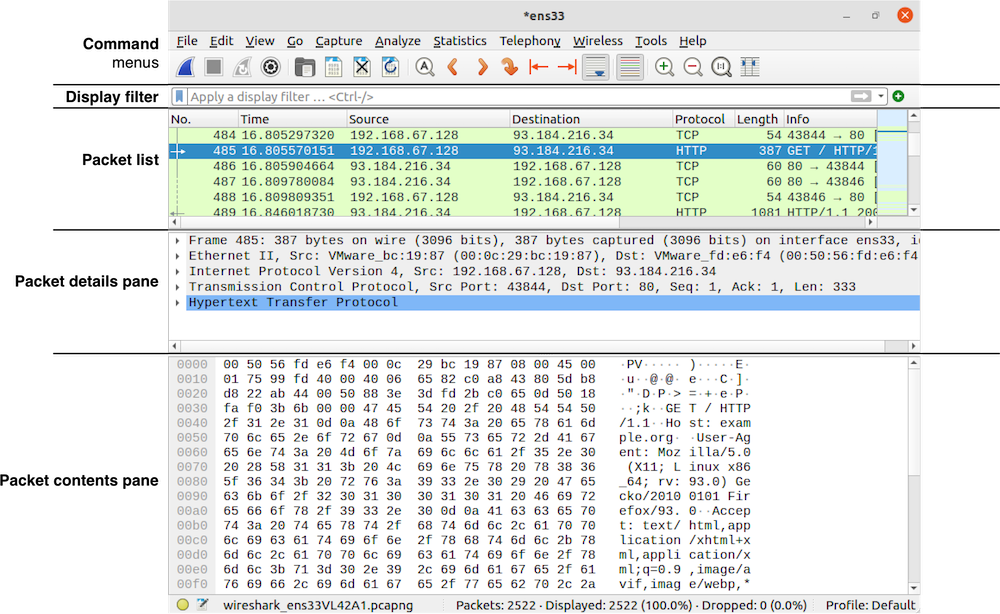 *ens33
Command menus
File Edit View Go Capture Analyze Statistics Telephony Wireless Tools Help
Display filter
Apply a display filter … <Ctrl-/>
No. Time Source Destination Protocol Length Info
Packet list
484 16.805297320 192.168.67.128 93.184.216.34 TCP 54 43844 → 80 [
485 16.805570151 192.168.67.128 93.184.216.34 HTTP 387 GET / HTTP/1
486 16.805904664 93.184.216.34 192.168.67.128 TCP 60 80 → 43844 [
487 16.809780084 93.184.216.34 192.168.67.128 TCP 60 80 → 43846 [
488 16.809809351 192.168.67.128 93.184.216.34 TCP 54 43846 → 80 [
489 16.846018730 93.184.216.34 192.168.67.128 HTTP 1081 HTTP/1.1 200
Packet details pane
Frame 485: 387 bytes on wire (3096 bits), 387 bytes captured (3096 bits) on interface ens33, i
Ethernet II, Src: VMware_bc:19:87 (00:0c:29:bc:19:87), Dst: VMware_fd:e6:f4 (00:50:56:fd:e6:f4
Internet Protocol Version 4, Src: 192.168.67.128, Dst: 93.184.216.34
Transmission Control Protocol, Src Port: 43844, Dst Port: 80, Seq: 1, Ack: 1, Len: 333
Hypertext Transfer Protocol
Packet contents pane
0000 00 50 56 fd e6 f4 00 0c 29 bc 19 87 08 00 45 00 ·PV····· )·····E·
0010 01 75 99 fd 40 00 40 06 65 82 c0 a8 43 80 5d b8 ·u··@·@· e···C·]·
0020 d8 22 ab 44 00 50 88 3e 3d fd 2b c0 65 0d 50 18 ·"·D·P·> =·+·e·P·
0030 fa f0 3b 6b 00 00 47 45 54 20 2f 20 48 54 54 50 ··;k··GE T / HTTP
0040 2f 31 2e 31 0d 0a 48 6f 73 74 3a 20 65 78 61 6d /1.1··Ho st: exam
0050 70 6c 65 2e 6f 72 67 0d 0a 55 73 65 72 2d 41 67 ple.org· ·User-Ag
0060 65 6e 74 3a 20 4d 6f 7a 69 6c 6c 61 2f 35 2e 30 ent: Moz illa/5.0
0070 20 28 58 31 31 3b 20 4c 69 6e 75 78 20 78 38 36 (X11; L inux x86
0080 5f 36 34 3b 20 72 76 3a 39 33 2e 30 29 20 47 65 _64; rv: 93.0) Ge
0090 63 6b 6f 2f 32 30 31 30 30 31 30 31 20 46 69 72 cko/2010 0101 Fir
00a0 65 66 6f 78 2f 39 33 2e 30 0d 0a 41 63 63 65 70 efox/93. 0··Accep
00b0 74 3a 20 74 65 78 74 2f 68 74 6d 6c 2c 61 70 70 t: text/ html,app
00c0 6c 69 63 61 74 69 6f 6e 2f 78 68 74 6d 6c 2b 78 lication /xhtml+x
00d0 6d 6c 2c 61 70 70 6c 69 63 61 74 69 6f 6e 2f 78 ml,appli cation/x
00e0 6d 6c 3b 71 3d 30 2e 39 2c 69 6d 61 67 65 2f 61 ml;q=0.9 ,image/a
00f0 76 69 66 2c 69 6d 61 67 65 2f 77 65 62 70 2c 2a vif,imag e/webp,*
wireshark_ens33VL42A1.pcapng Packets: 2522 · Displayed: 2522 (100.0%) · Dropped: 0 (0.0%) Profile: Default